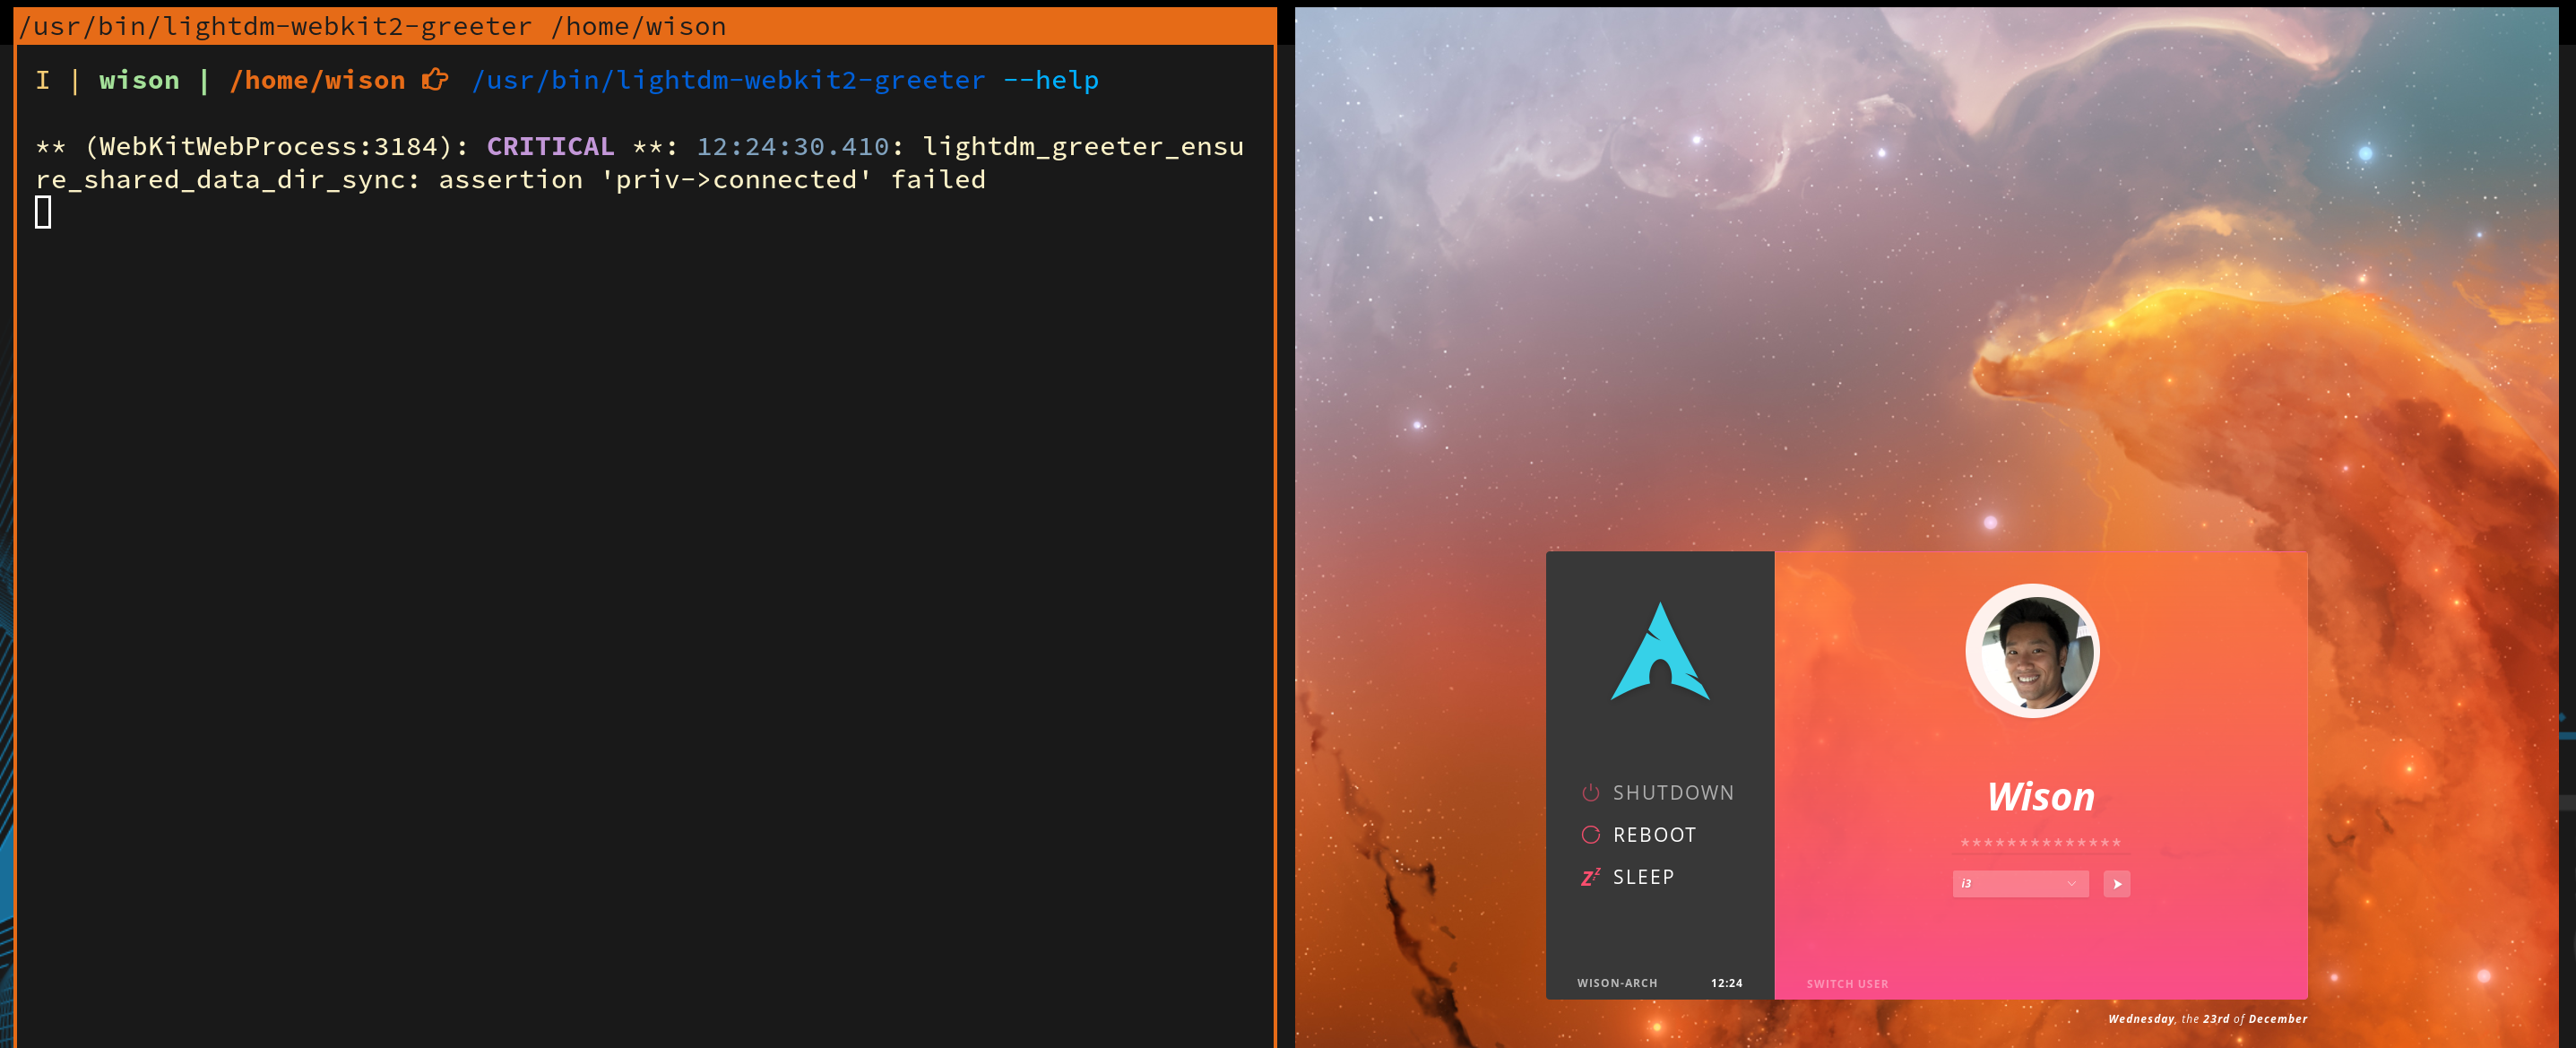 /usr/bin/lightdm-webkit2-greeter /home/wison
I | wison | /home/wison /usr/bin/lightdm-webkit2-greeter --help
** (WebKitWebProcess:3184): CRITICAL **: 12:24:30.410: lightdm_greeter_ensu
re_shared_data_dir_sync: assertion 'priv->connected' failed
SHUTDOWN
REBOOT
SLEEP
WISON-ARCH 12:24
Wison
**************
i3
SWITCH USER
Wednesday, the 23rd of December